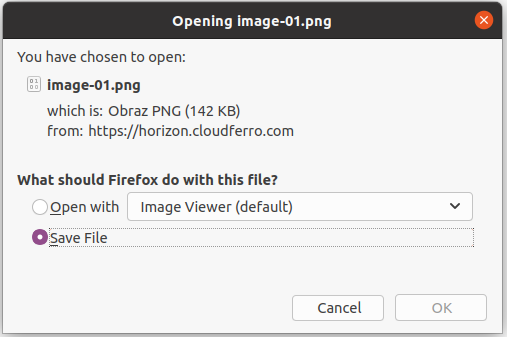 Opening image-01.png
You have chosen to open:
image-01.png
which is: Obraz PNG (142 KB)
from: https://horizon.cloudferro.com
What should Firefox do with this file?
Open with Image Viewer (default)
Save File
Cancel OK